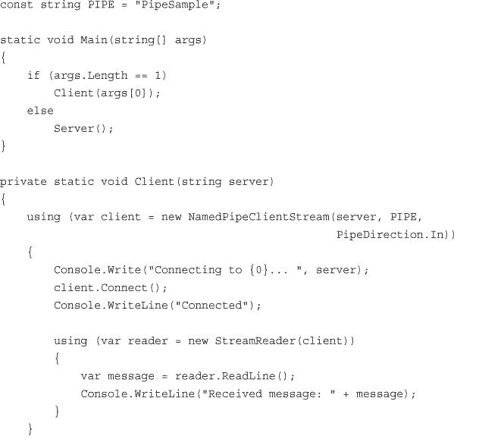 const string PIPE = "PipeSample";

static void Main(string[] args)
{
    if (args.Length == 1)
        Client(args[0]);
    else
        Server();
}

private static void Client(string server)
{
    using (var client = new NamedPipeClientStream(server, PIPE,
                                                  PipeDirection.In))
    {
        Console.Write("Connecting to {0}... ", server);
        client.Connect();
        Console.WriteLine("Connected");

        using (var reader = new StreamReader(client))
        {
            var message = reader.ReadLine();
            Console.WriteLine("Received message: " + message);
        }
    }